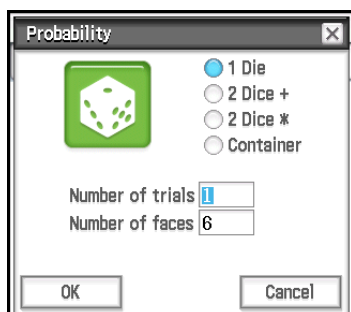 Probability
1 Die
2 Dice +
2 Dice *
Container
Number of trials 1
Number of faces 6
OK Cancel